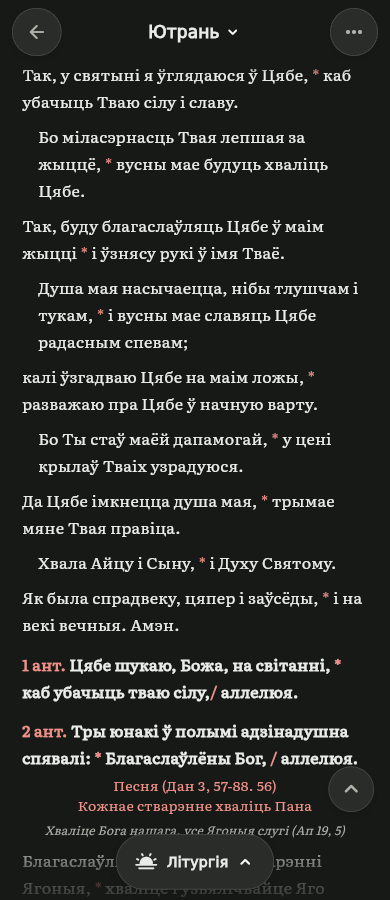 Ютрань
Так, у святыні я ўглядаюся ў Цябе, * каб
убачыць Тваю сілу і славу.
Бо міласэрнасць Твая лепшая за
жыццё, * вусны мае будуць хваліць
Цябе.
Так, буду благаслаўляць Цябе ў маім
жыцці * і ўзнясу рукі ў імя Тваё.
Душа мая насычаецца, нібы тлушчам і
тукам, * і вусны мае славяць Цябе
радасным спевам;
калі ўзгадваю Цябе на маім ложы, *
разважаю пра Цябе ў начную варту.
Бо Ты стаў маёй дапамогай, * у цені
крылаў Тваіх узрадуюся.
Да Цябе імкнецца душа мая, * трымае
мяне Твая правіца.
Хвала Айцу і Сыну, * і Духу Святому.
Як была спрадвеку, цяпер і заўсёды, * і на
векі вечныя. Амэн.
1 ант. Цябе шукаю, Божа, на світанні, *
каб убачыць тваю сілу,/ аллелюя.
2 ант. Тры юнакі ў полымі адзінадушна
спявалі: * Благаслаўлёны Бог, / аллелюя.
Песня (Дан 3, 57-88. 56)
Кожнае стварэнне хваліць Пана
Хваліце Бога нашага, усе Ягоныя слугі (Ап 19, 5)
Ягоныя, * хваліце і ўзвялічвайце Яго
Літургія